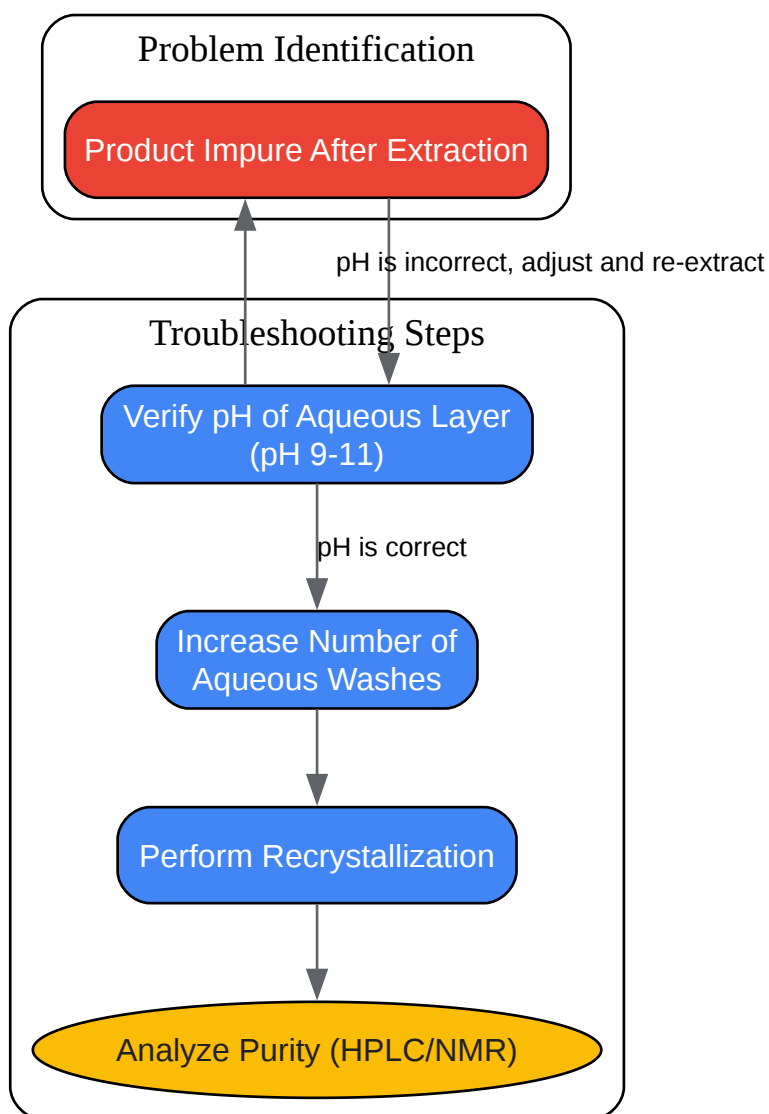 Problem Identification
Product Impure After Extraction
pH is incorrect, adjust and re-extract
Troubleshooting Steps
Verify pH of Aqueous Layer
(pH 9-11)
pH is correct
Increase Number of
Aqueous Washes
Perform Recrystallization
Analyze Purity (HPLC/NMR)